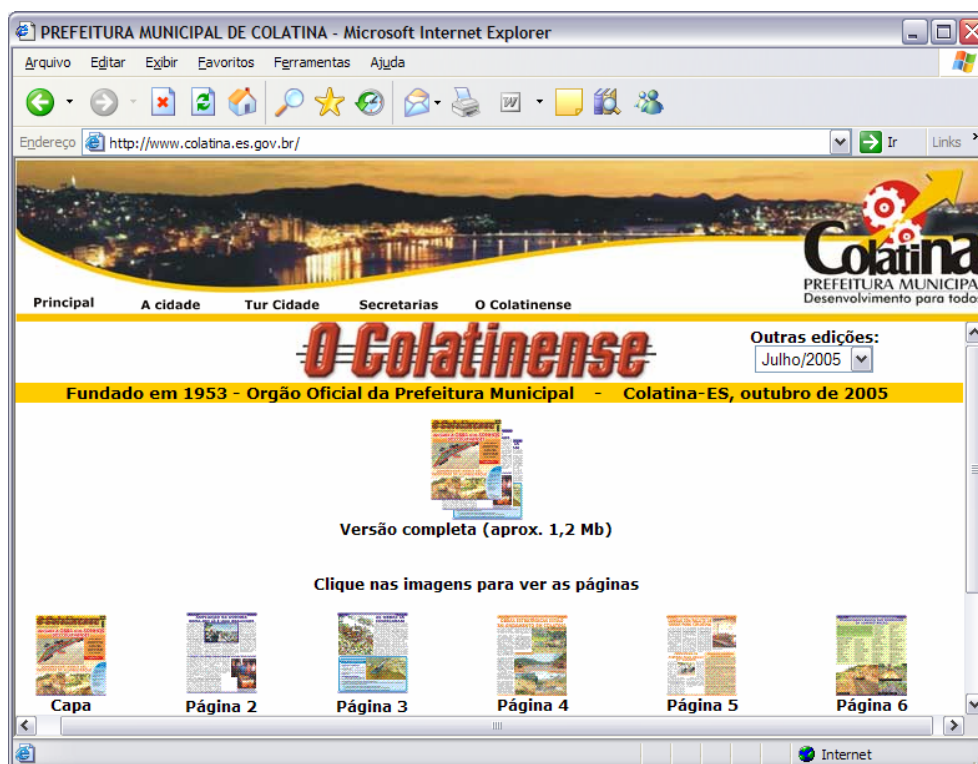 PREFEITURA MUNICIPAL DE COLATINA - Microsoft Internet Explorer
Arquivo Editar Exibir Favoritos Ferramentas Ajuda
Endereço http://www.colatina.es.gov.br/ Ir Links
Colatina
PREFEITURA MUNICIPA
Desenvolvimento para todo
Principal A cidade Tur Cidade Secretarias O Colatinense
O Colatinense
Outras edições:
Julho/2005
Fundado em 1953 - Orgão Oficial da Prefeitura Municipal - Colatina-ES, outubro de 2005
O Colatinense
Versão completa (aprox. 1,2 Mb)
Clique nas imagens para ver as páginas
O Colatinense
Capa Página 2 Página 3 Página 4 Página 5 Página 6
Internet